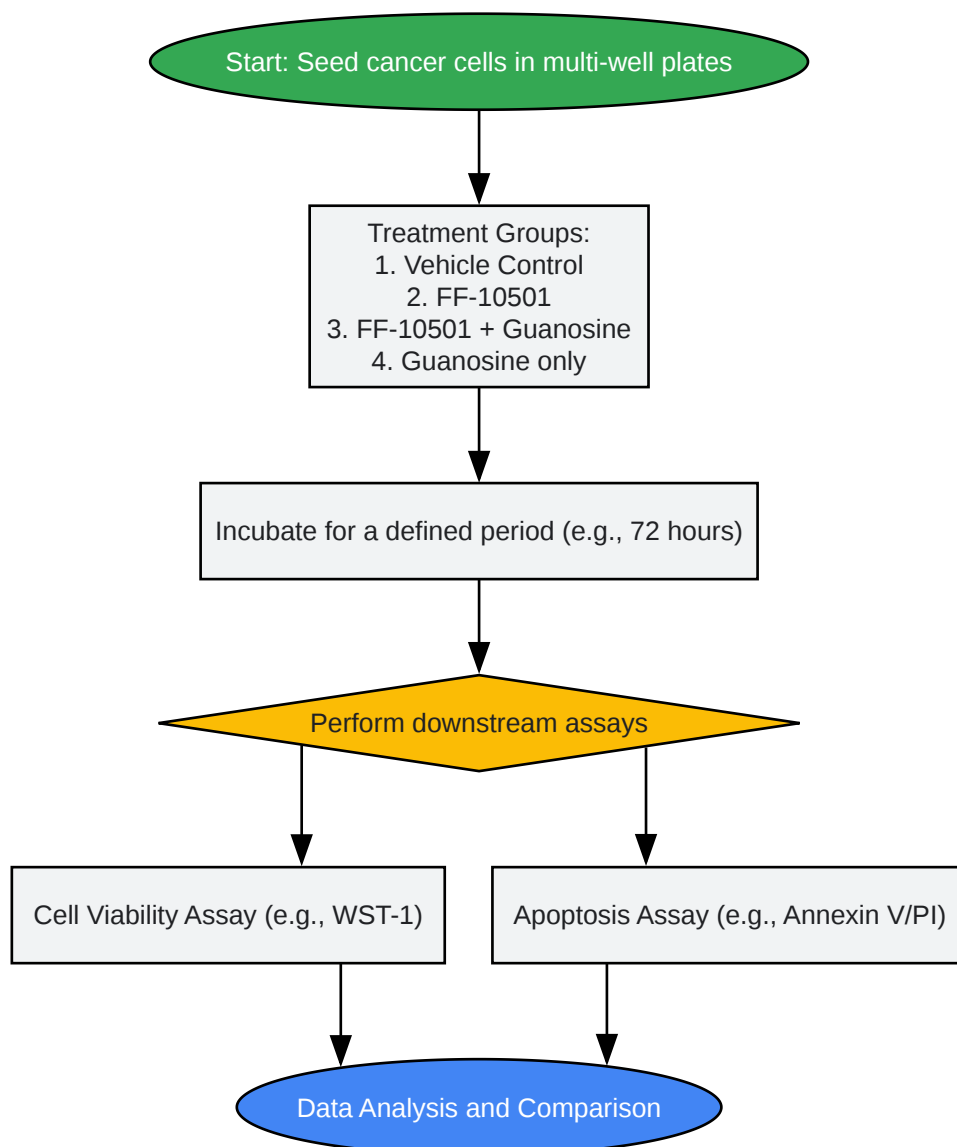 Start: Seed cancer cells in multi-well plates
Treatment Groups:
1. Vehicle Control
2. FF-10501
3. FF-10501 + Guanosine
4. Guanosine only
Incubate for a defined period (e.g., 72 hours)
Perform downstream assays
Cell Viability Assay (e.g., WST-1)
Apoptosis Assay (e.g., Annexin V/PI)
Data Analysis and Comparison